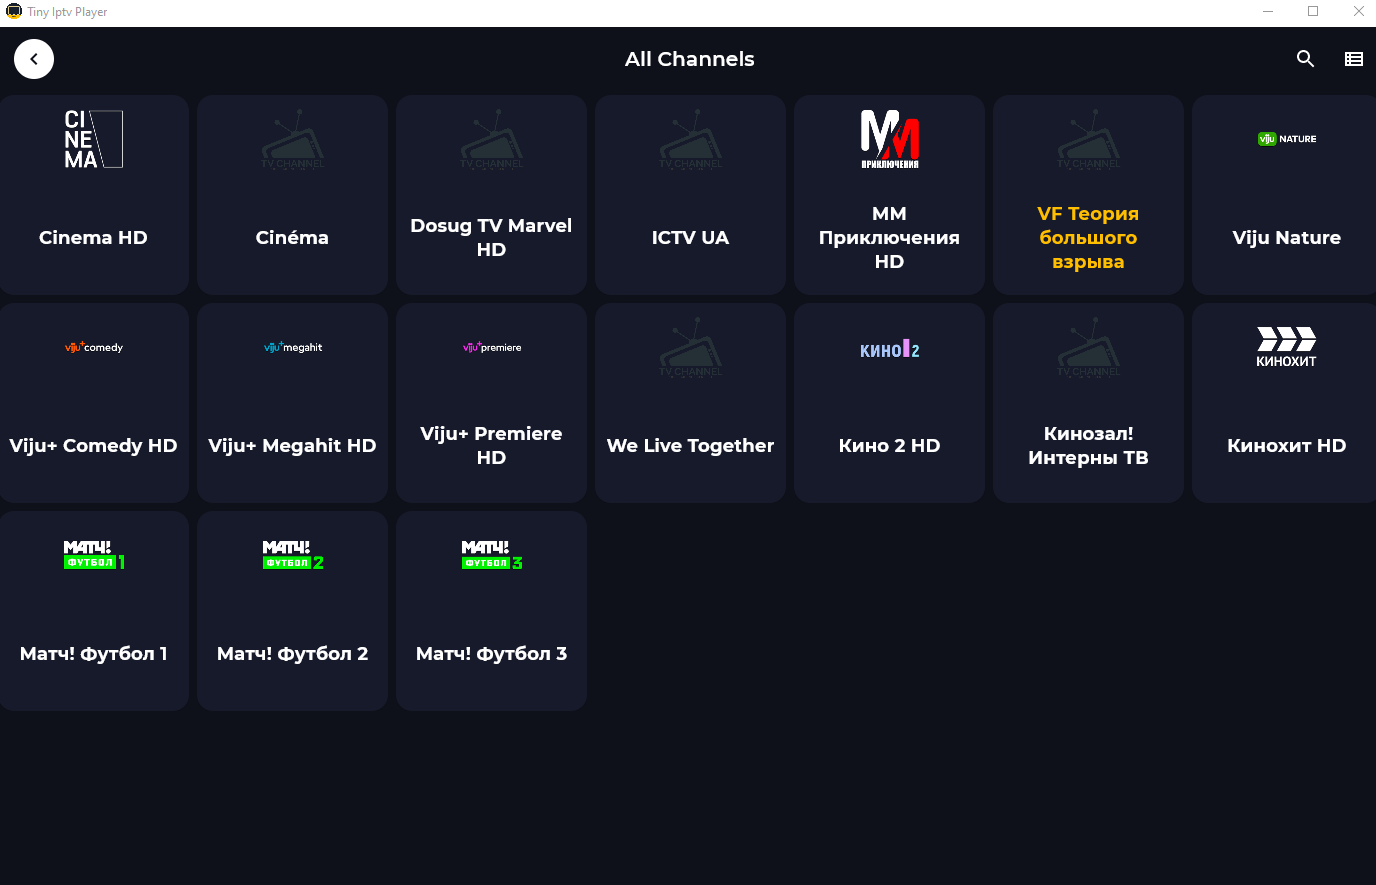 Tiny Iptv Player
All Channels
CI
NE
MA
Cinema HD
TV CHANNEL
Cinéma
TV CHANNEL
Dosug TV Marvel
HD
TV CHANNEL
ICTV UA
ММ
ПРИКЛЮЧЕНИЯ
ММ
Приключения
HD
TV CHANNEL
VF Теория
большого
взрыва
viju NATURE
Viju Nature
viju+comedy
Viju+ Comedy HD
viju+megahit
Viju+ Megahit HD
viju+premiere
Viju+ Premiere
HD
TV CHANNEL
We Live Together
КИНО 2
Кино 2 HD
TV CHANNEL
Кинозал!
Интерны ТВ
КИНОХИТ
Кинохит HD
МАТЧ!
ФУТБОЛ 1
Матч! Футбол 1
МАТЧ!
ФУТБОЛ 2
Матч! Футбол 2
МАТЧ!
ФУТБОЛ 3
Матч! Футбол 3